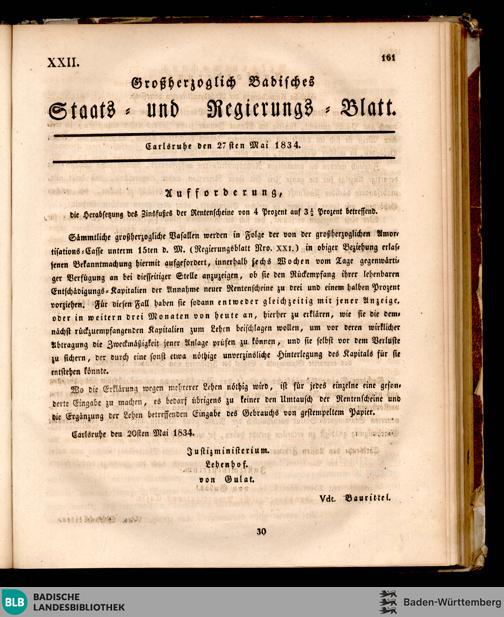 XXII.
161
Großherzoglich Badisches
Staats- und Regierungs-Blatt.
Carlsruhe den 27sten Mai 1834.
Aufforderung,
die Herabsetzung des Zinsfußes der Rentenscheine von 4 Prozent auf 3½ Prozent betreffend.
Sämmtliche großherzogliche Vasallen werden in Folge der von der großherzoglichen Amor-
tisations-Casse unterm 15ten d. M. (Regierungsblatt Nro. XXI.) in obiger Beziehung erlas-
senen Bekanntmachung hiermit aufgefordert, innerhalb sechs Wochen vom Tage gegenwärti-
ger Verfügung an bei diesseitiger Stelle anzuzeigen, ob sie den Rückempfang ihrer lehenbaren
Entschädigungs-Kapitalien der Annahme neuer Rentenscheine zu drei und einem halben Prozent
vorziehen. Für diesen Fall haben sie sodann entweder gleichzeitig mit jener Anzeige,
oder in weitern drei Monaten von heute an, hierher zu erklären, wie sie die dem-
nächst rückzuempfangenden Kapitalien zum Lehen beischlagen wollen, um vor deren wirklicher
Abtragung die Zweckmäßigkeit jener Anlage prüfen zu können, und sie selbst vor dem Verluste
zu sichern, der durch eine sonst etwa nöthige unverzinsliche Hinterlegung des Kapitals für sie
entstehen könnte.
Wo die Erklärung wegen mehrerer Lehen nöthig wird, ist für jedes einzelne eine geson-
derte Eingabe zu machen, es bedarf übrigens zu keiner den Umtausch der Rentenscheine und
die Ergänzung der Lehen betreffenden Eingabe des Gebrauchs von gestempeltem Papier.
Carlsruhe den 20sten Mai 1834.
Justizministerium.
Lehenhof.
von Gulat.
Vdt. Baurittel.
30
BLB BADISCHE
LANDESBIBLIOTHEK
Baden-Württemberg